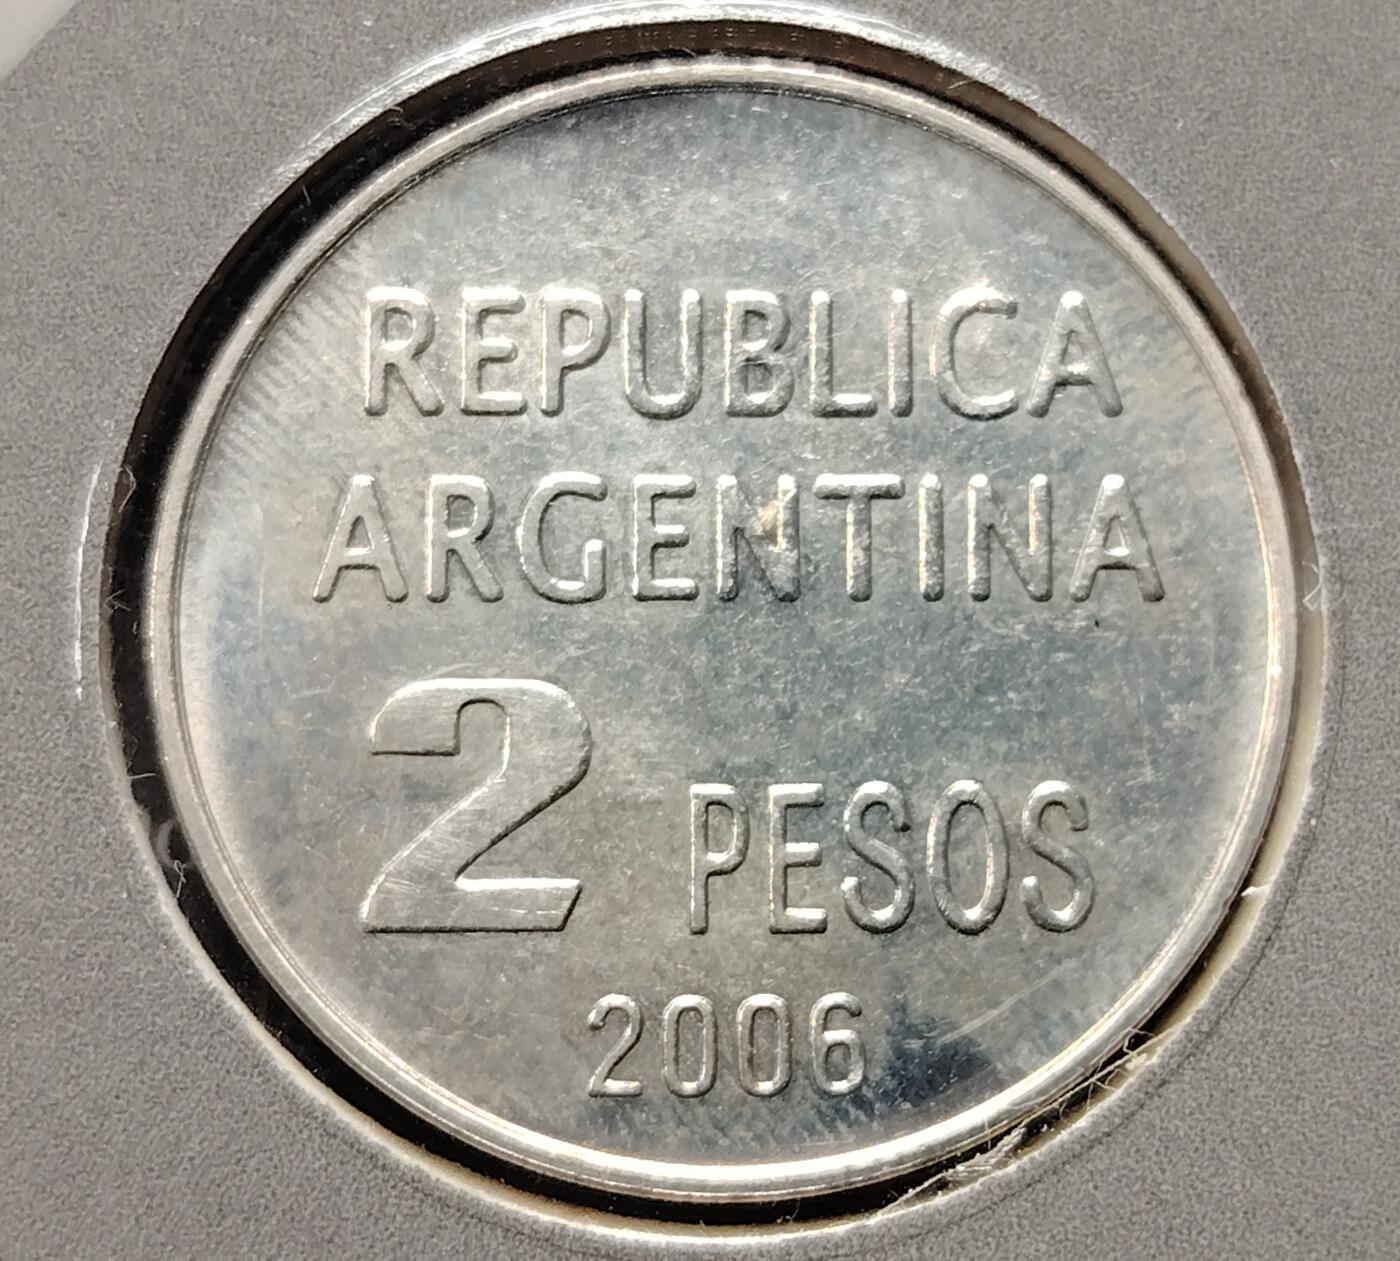 REPUBLICA
ARGENTINA
2 PESOS
2006